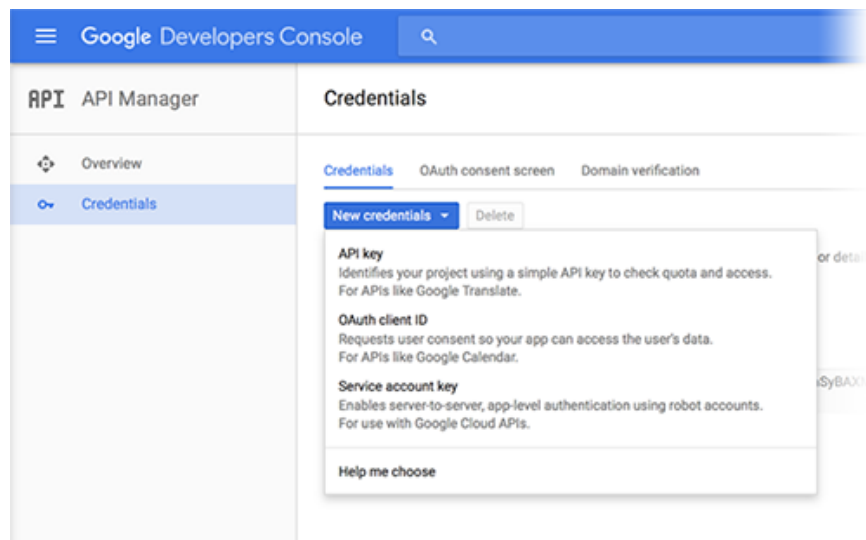 Google Developers Console
API API Manager
Credentials
Overview
Credentials
Credentials OAuth consent screen Domain verification
New credentials Delete
API key
Identifies your project using a simple API key to check quota and access.
For APIs like Google Translate.
OAuth client ID
Requests user consent so your app can access the user's data.
For APIs like Google Calendar.
Service account key
Enables server-to-server, app-level authentication using robot accounts.
For use with Google Cloud APIs.
Help me choose
or detai
SyBAX